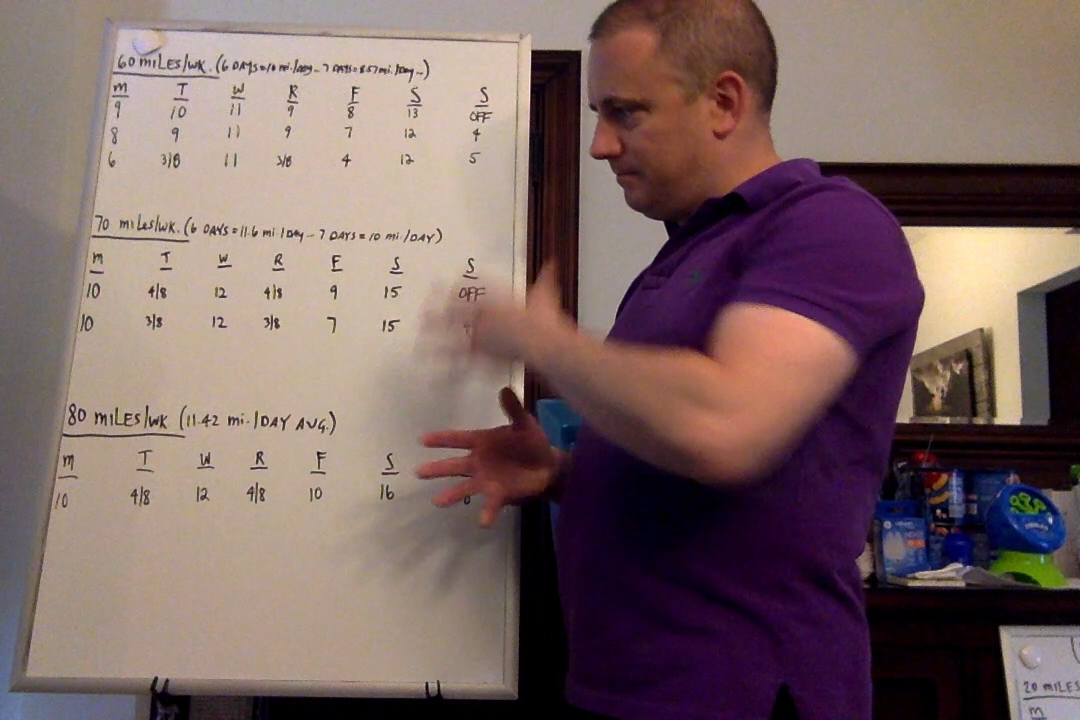 60 MILES/WK. (6 DAYS=10 mi./DAY - 7 DAYS=8.57 mi./DAY -)
M T W R F S S
9 10 11 9 8 13 OFF
8 9 11 9 7 12 4
6 3/8 11 3/8 4 12 5
70 MILES/WK. (6 DAYS=11.6 mi./DAY - 7 DAYS=10 mi./DAY)
M T W R F S S
10 4/8 12 4/8 9 15 OFF
10 3/8 12 3/8 7 15
80 MILES/WK (11.42 mi./DAY AVG.)
M T W R F S
10 4/8 12 4/8 10 16
20 MILES
M